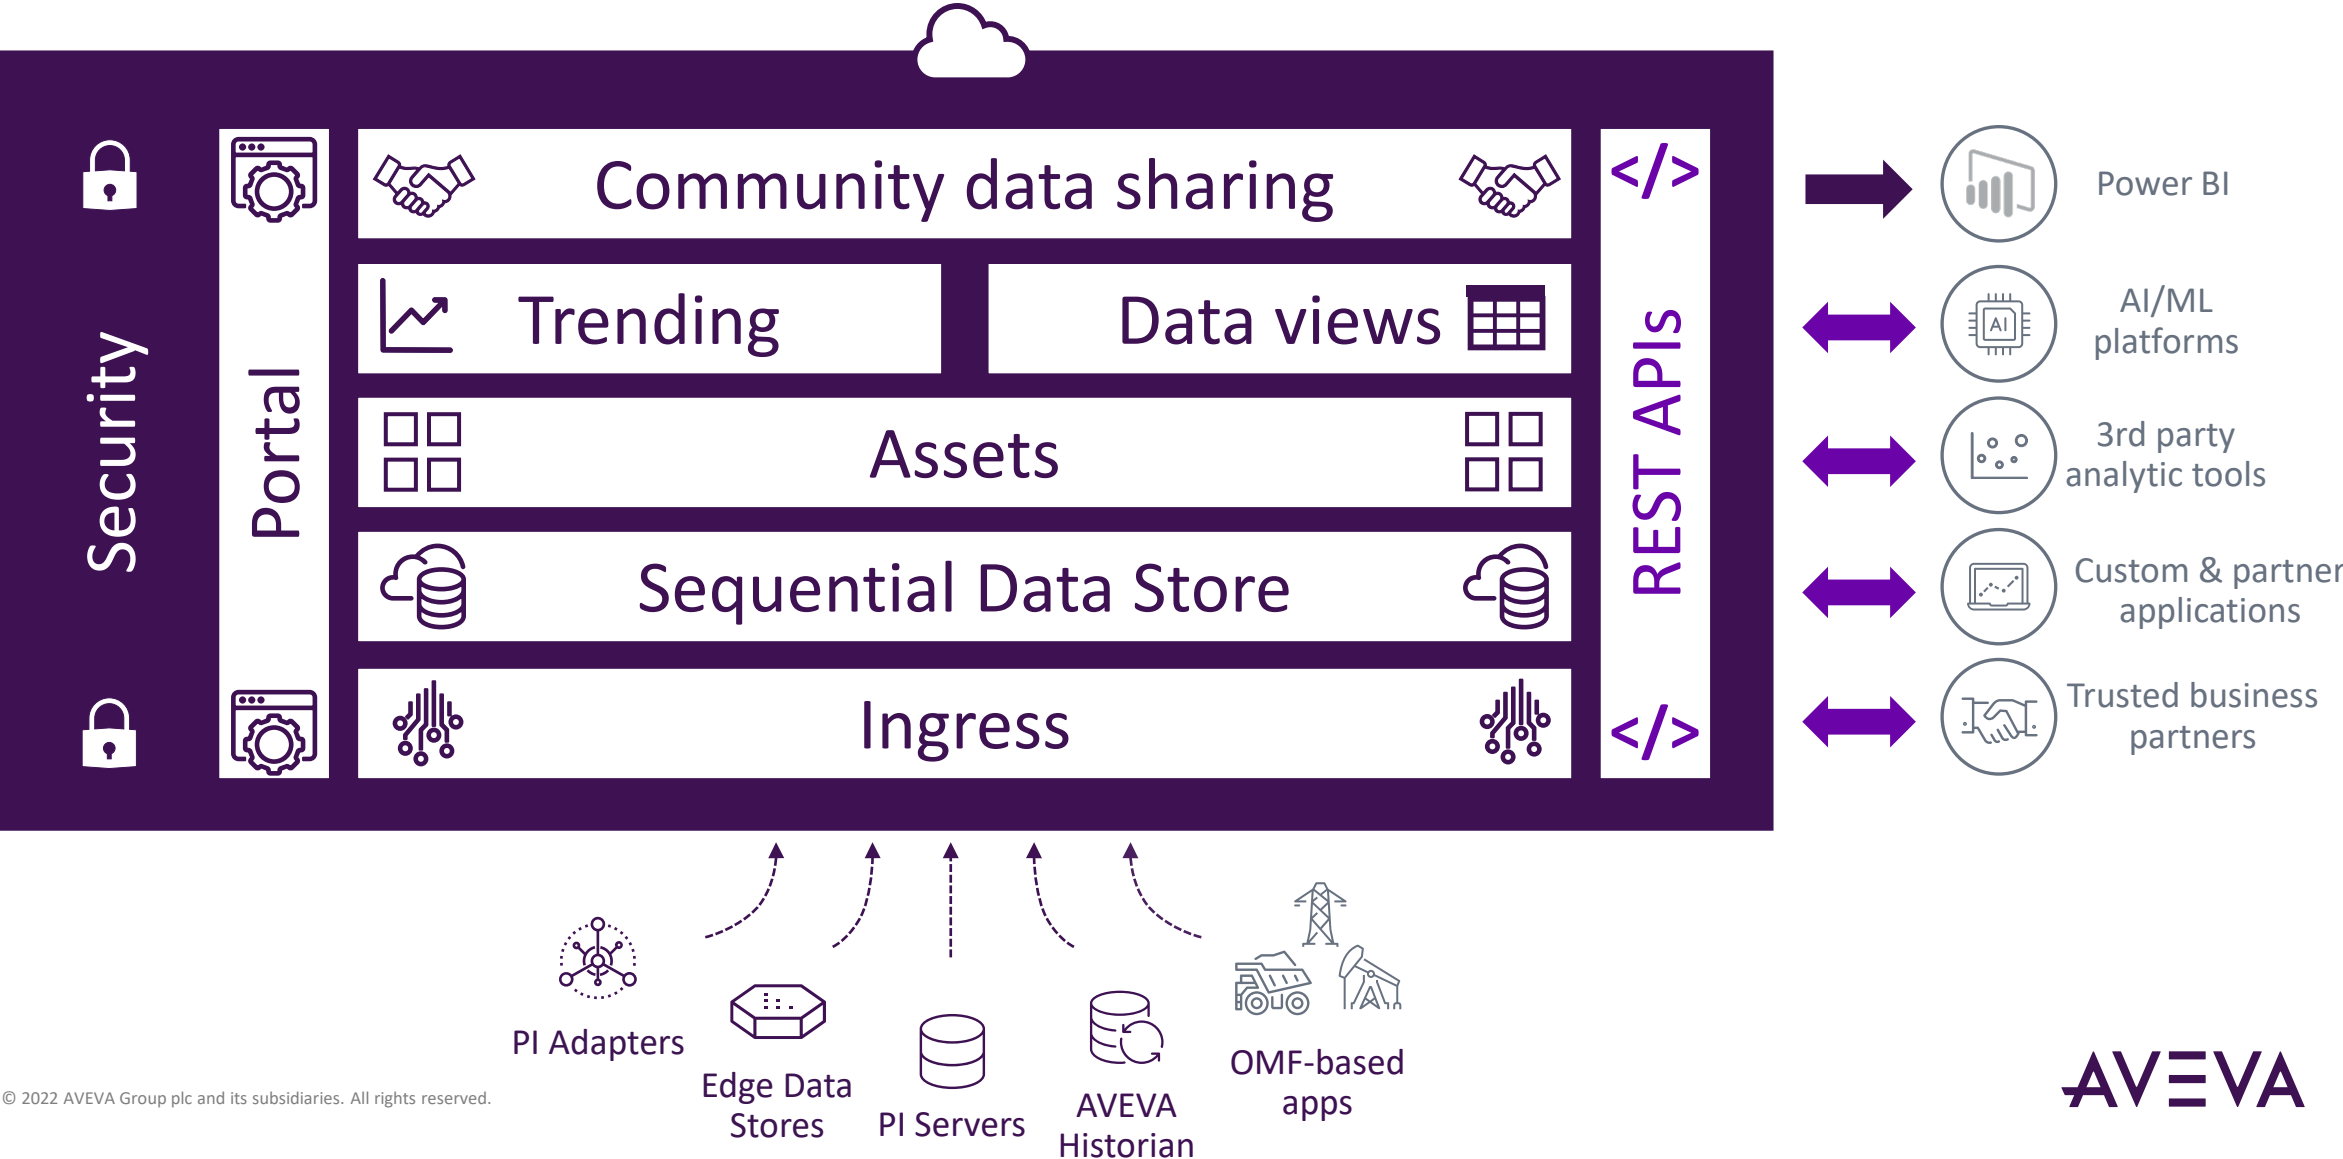 Security
Portal
Community data sharing
Trending
Data views
Assets
Sequential Data Store
Ingress
</>
REST APIs
</>
Power BI
AI
AI/ML
platforms
3rd party
analytic tools
Custom & partner
applications
Trusted business
partners
PI Adapters
Edge Data
Stores
PI Servers
AVEVA
Historian
OMF-based
apps
© 2022 AVEVA Group plc and its subsidiaries. All rights reserved.
AVEVA